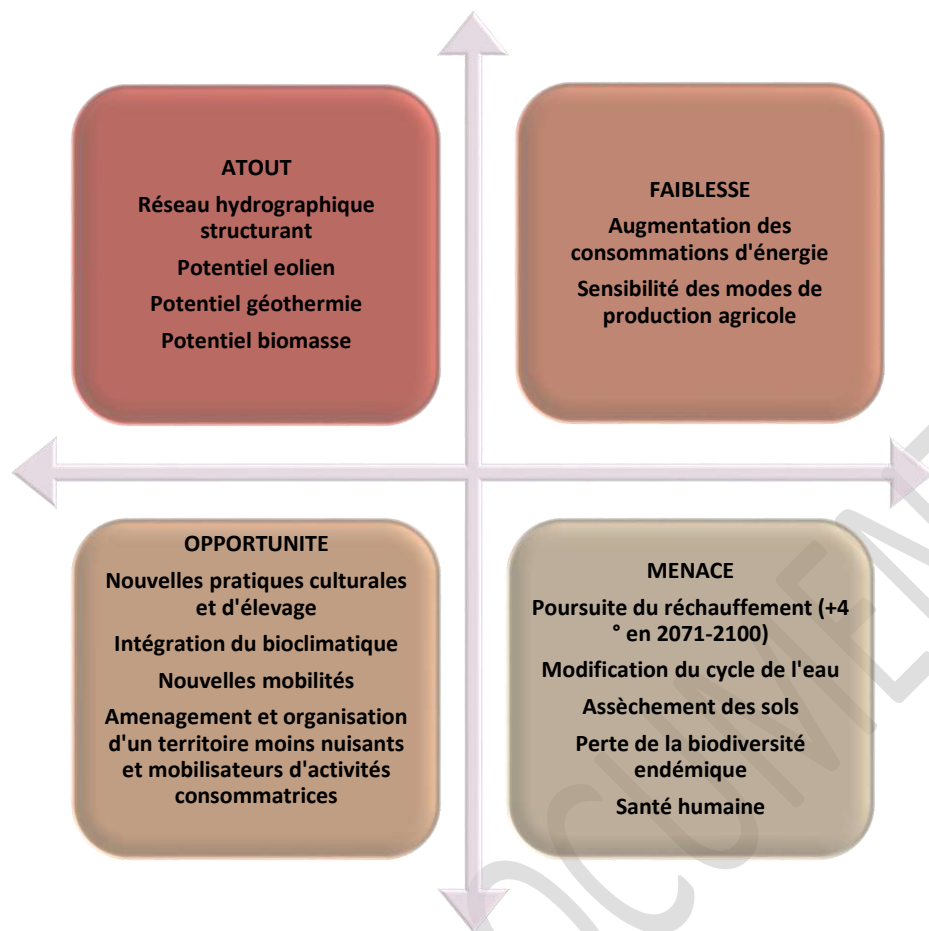 ATOUT
Réseau hydrographique
structurant
Potentiel eolien
Potentiel géothermie
Potentiel biomasse
FAIBLESSE
Augmentation des
consommations d'énergie
Sensibilité des modes de
production agricole
OPPORTUNITE
Nouvelles pratiques culturales
et d'élevage
Intégration du bioclimatique
Nouvelles mobilités
Amenagement et organisation
d'un territoire moins nuisants
et mobilisateurs d'activités
consommatrices
MENACE
Poursuite du réchauffement (+4
° en 2071-2100)
Modification du cycle de l'eau
Assèchement des sols
Perte de la biodiversité
endémique
Santé humaine